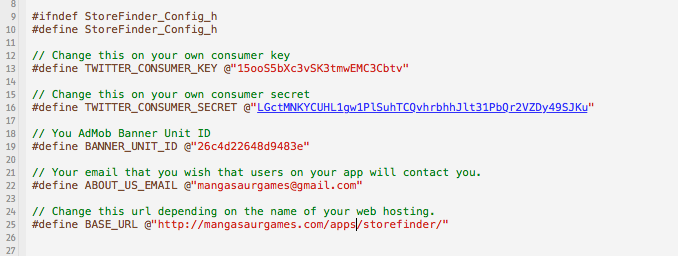 8
9 #ifndef StoreFinder_Config_h
10 #define StoreFinder_Config_h
11
12 // Change this on your own consumer key
13 #define TWITTER_CONSUMER_KEY @"15ooS5bXc3vSK3tmwEMC3Cbtv"
14
15 // Change this on your own consumer secret
16 #define TWITTER_CONSUMER_SECRET @"LGctMNKYCUHL1gw1PlSuhTCQvhrbhhJlt31PbQr2VZDy49SJKu"
17
18 // You AdMob Banner Unit ID
19 #define BANNER_UNIT_ID @"26c4d22648d9483e"
20
21 // Your email that you wish that users on your app will contact you.
22 #define ABOUT_US_EMAIL @"mangasaurgames@gmail.com"
23
24 // Change this url depending on the name of your web hosting.
25 #define BASE_URL @"http://mangasaurgames.com/apps/storefinder/"
26
27